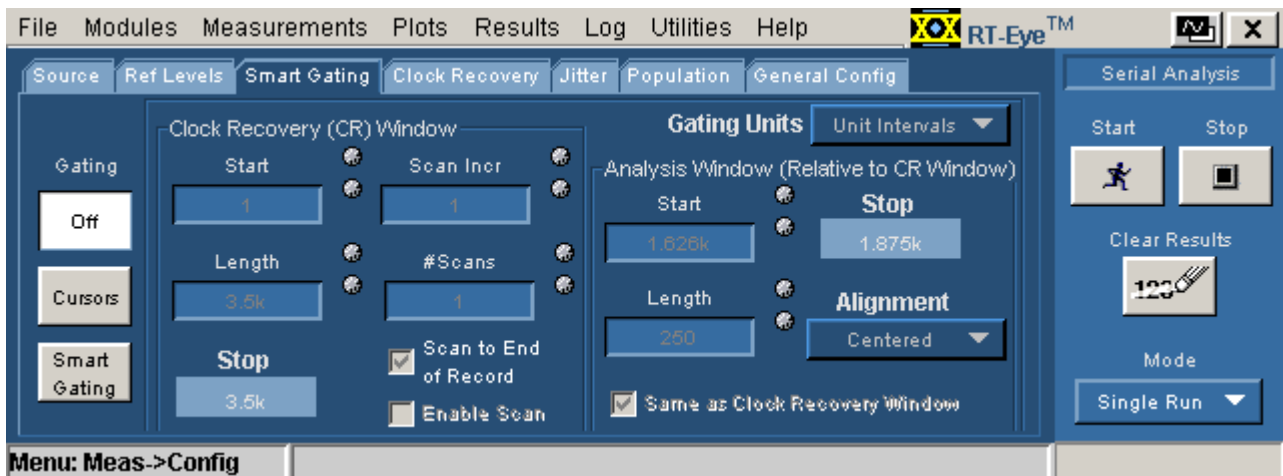 File Modules Measurements Plots Results Log Utilities Help RT-Eye™
Source Ref Levels Smart Gating Clock Recovery Jitter Population General Config
Serial Analysis
Gating
Off
Cursors
Smart
Gating
Clock Recovery (CR) Window
Start
1
Scan Incr
1
Length
3.5k
#Scans
1
Stop
3.5k
Scan to End
of Record
Enable Scan
Gating Units Unit Intervals
Analysis Window (Relative to CR Window)
Start
1.626k
Stop
1.875k
Length
250
Alignment
Centered
Same as Clock Recovery Window
Start Stop
Clear Results
123
Mode
Single Run
Menu: Meas->Config